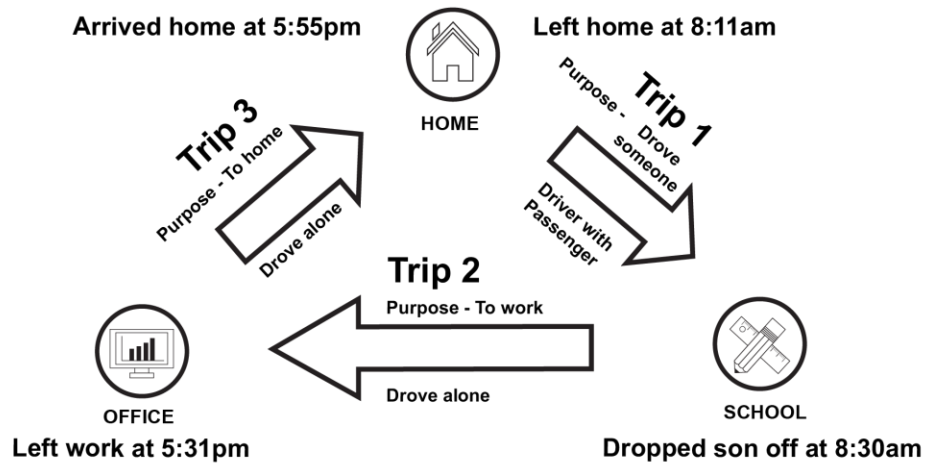 Arrived home at 5:55pm
Left home at 8:11am
HOME
Trip 1
Purpose - Drove
someone
Driver with
Passenger
Trip 3
Purpose - To home
Drove alone
Trip 2
Purpose - To work
Drove alone
OFFICE
Left work at 5:31pm
SCHOOL
Dropped son off at 8:30am